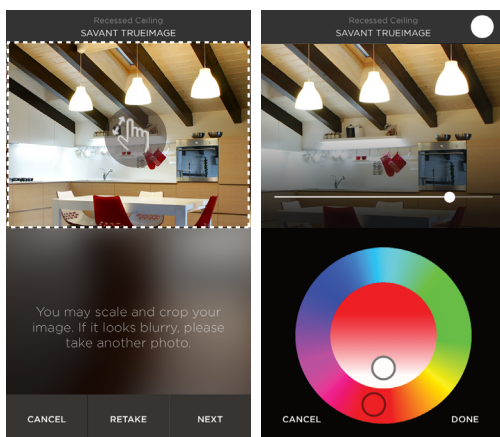 Recessed Ceiling
SAVANT TRUEIMAGE
You may scale and crop your
image. If it looks blurry, please
take another photo.
CANCEL
RETAKE
NEXT
Recessed Ceiling
SAVANT TRUEIMAGE
CANCEL
DONE